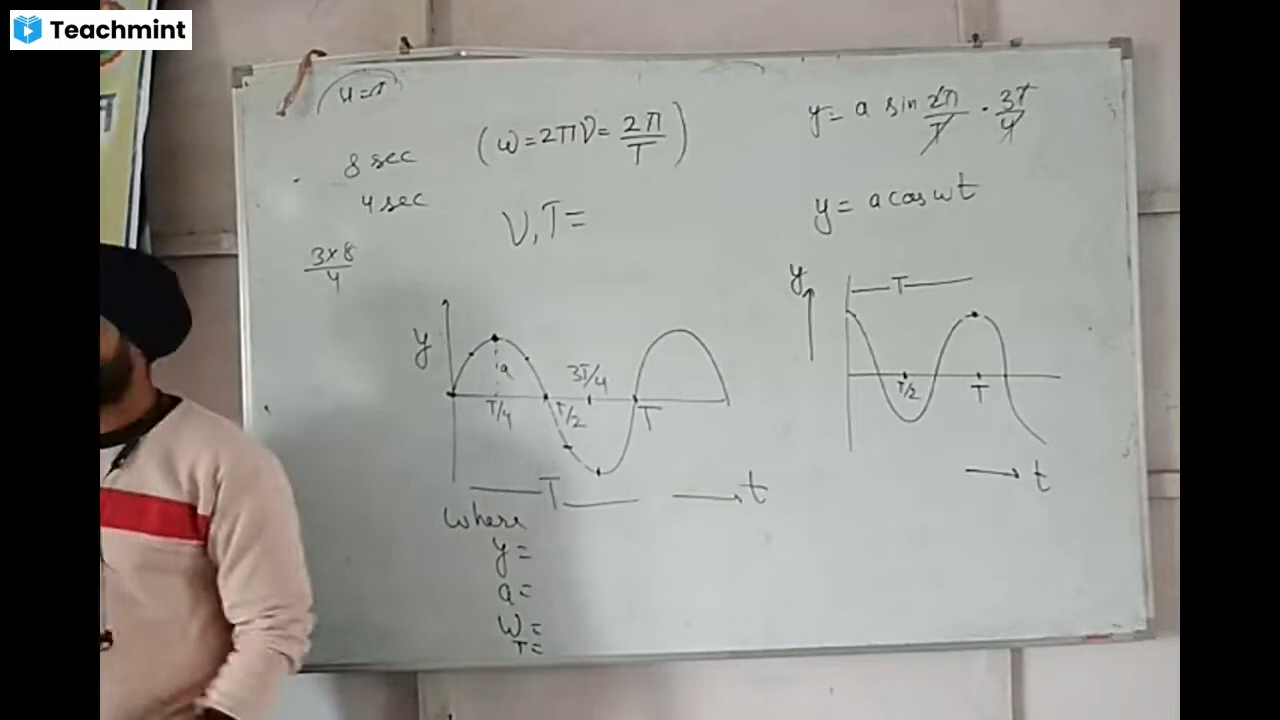 Teachmint
8 sec
4 sec
3×8/4
(ω=2πν=2π/T)
ν,T=
y= a sin 2π/T · 3T/4
y= a cos ωt
y
a
T/4
T/2
3T/4
T
T
t
where
y=
a=
ω=
T=
y
T
T/2
T
t